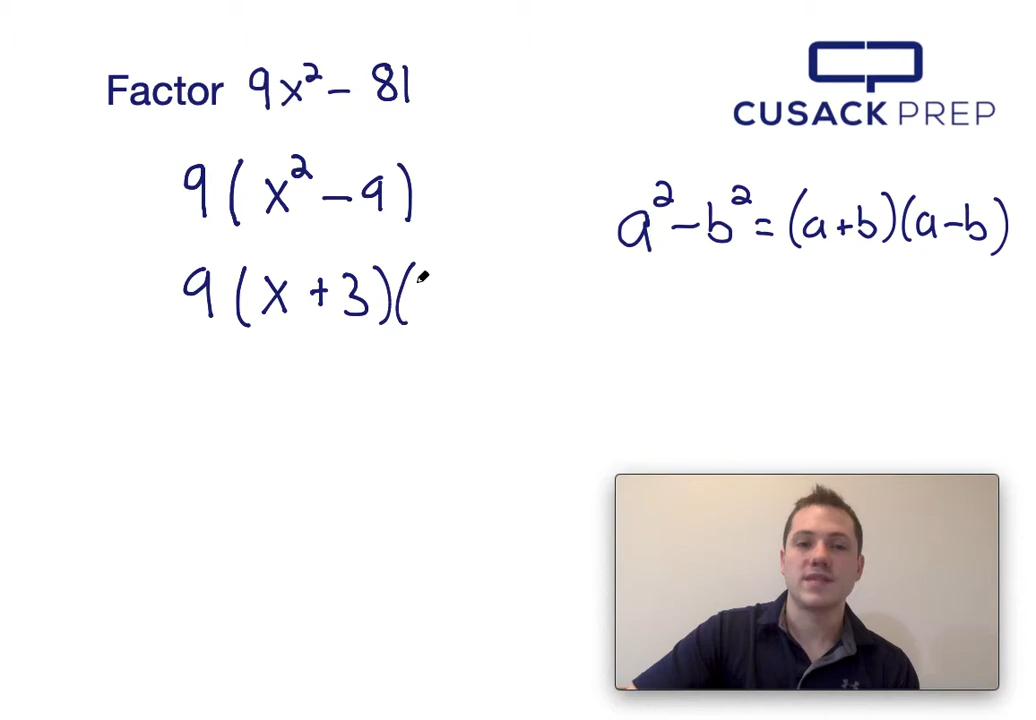 Factor 9x² - 81
9(x² - 9)
9(x + 3)(
CUSACK PREP
a² - b² = (a+b)(a-b)